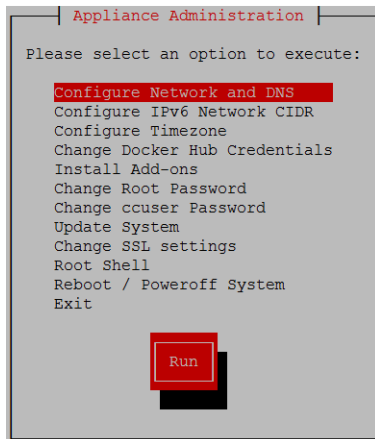 Appliance Administration
Please select an option to execute:
Configure Network and DNS
Configure IPv6 Network CIDR
Configure Timezone
Change Docker Hub Credentials
Install Add-ons
Change Root Password
Change ccuser Password
Update System
Change SSL settings
Root Shell
Reboot / Poweroff System
Exit
Run